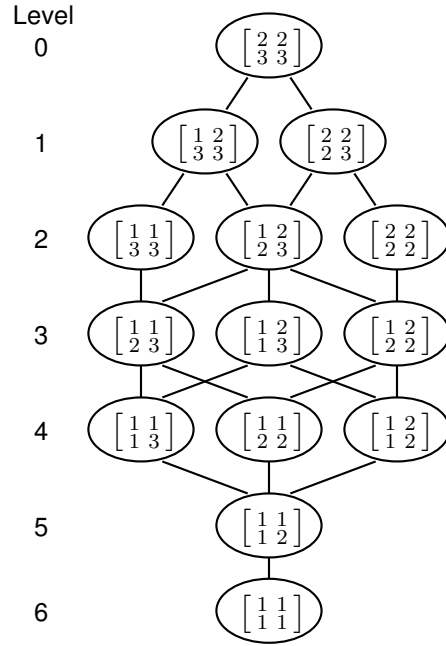 Level
0
[ 2 2
3 3 ]
1
[ 1 2
3 3 ] [ 2 2
2 3 ]
2
[ 1 1
3 3 ] [ 1 2
2 3 ] [ 2 2
2 2 ]
3
[ 1 1
2 3 ] [ 1 2
1 3 ] [ 1 2
2 2 ]
4
[ 1 1
1 3 ] [ 1 1
2 2 ] [ 1 2
1 2 ]
5
[ 1 1
1 2 ]
6
[ 1 1
1 1 ]